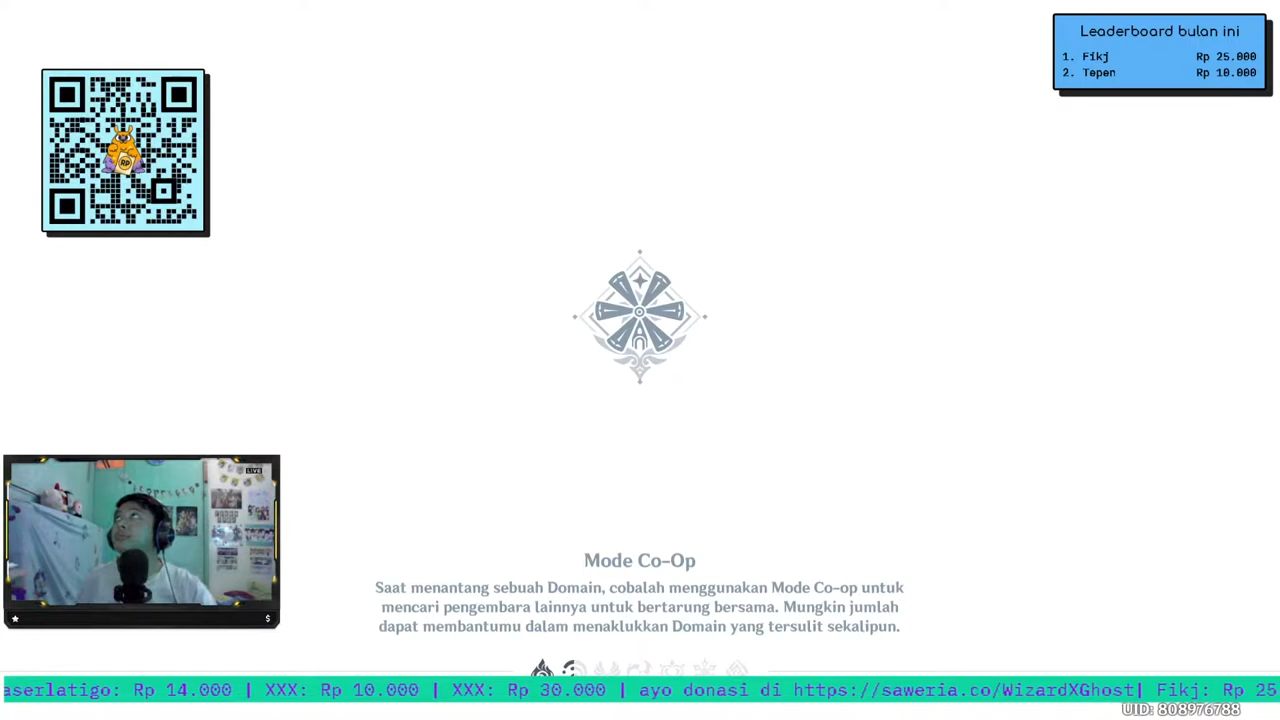 Leaderboard bulan ini
1. Fikj Rp 25.000
2. Tepen Rp 10.000
RP
LIVE
Mode Co-Op
Saat menantang sebuah Domain, cobalah menggunakan Mode Co-op untuk
mencari pengembara lainnya untuk bertarung bersama. Mungkin jumlah
dapat membantumu dalam menaklukkan Domain yang tersulit sekalipun.
aserlatigo: Rp 14.000 | XXX: Rp 10.000 | XXX: Rp 30.000 | ayo donasi di https://saweria.co/WizardXGhost| Fikj: Rp 25
UID: 808976788